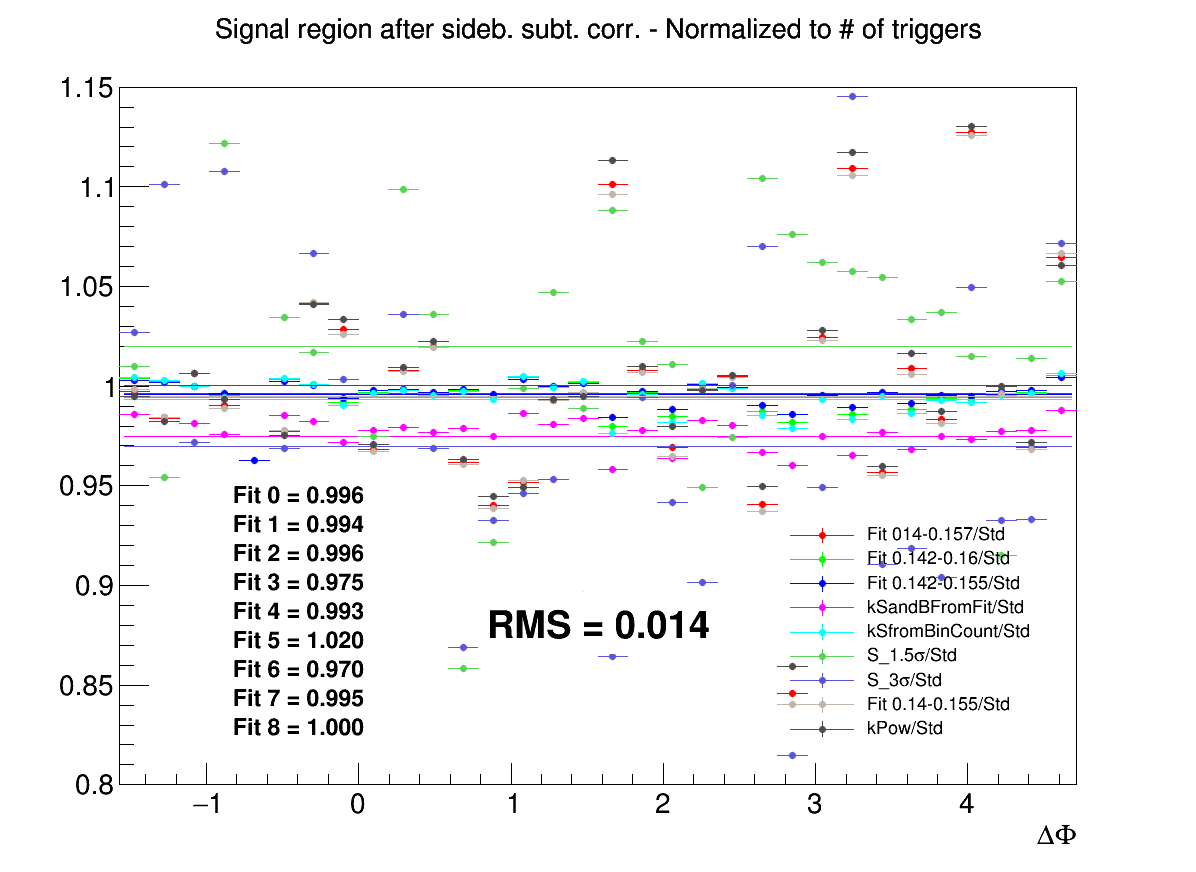 Signal region after sideb. subt. corr. - Normalized to # of triggers
1.15
1.1
1.05
1
0.95
0.9
0.85
0.8
Fit 0 = 0.996
Fit 1 = 0.994
Fit 2 = 0.996
Fit 3 = 0.975
Fit 4 = 0.993
Fit 5 = 1.020
Fit 6 = 0.970
Fit 7 = 0.995
Fit 8 = 1.000
RMS = 0.014
Fit 014-0.157/Std
Fit 0.142-0.16/Std
Fit 0.142-0.155/Std
kSandBFromFit/Std
kSfromBinCount/Std
S_1.5σ/Std
S_3σ/Std
Fit 0.14-0.155/Std
kPow/Std
−1 0 1 2 3 4
ΔΦ